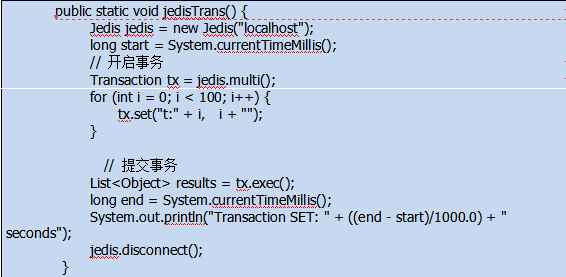 public static void jedisTrans() {
Jedis jedis = new Jedis("localhost");
long start = System.currentTimeMillis();
// 开启事务
Transaction tx = jedis.multi();
for (int i = 0; i < 100; i++) {
tx.set("t:" + i, i + "");
}
// 提交事务
List<Object> results = tx.exec();
long end = System.currentTimeMillis();
System.out.println("Transaction SET: " + ((end - start)/1000.0) + "
seconds");
jedis.disconnect();
}